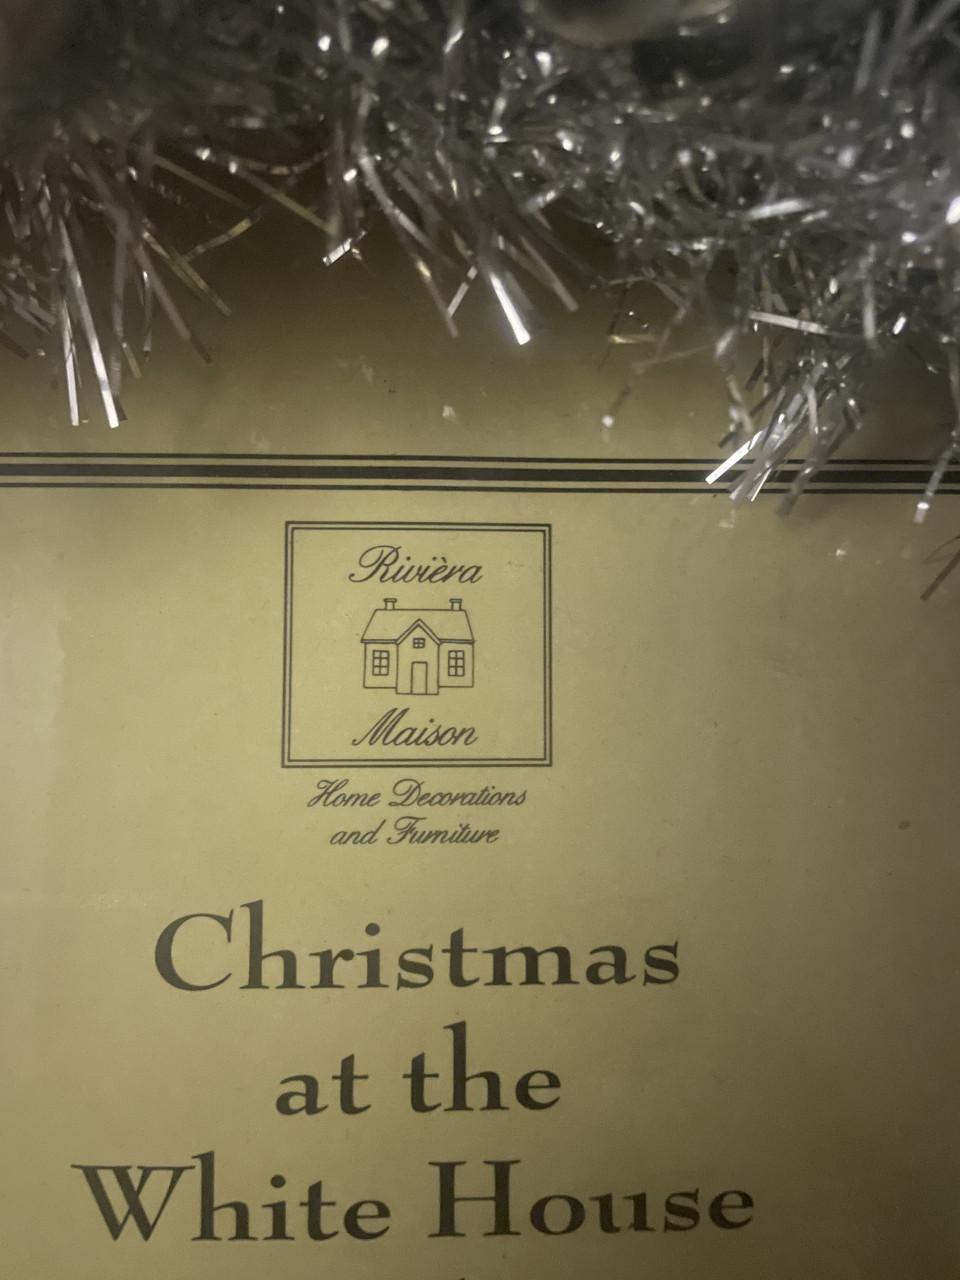 Rivièra
Maison
Home Decorations
and Furniture
Christmas
at the
White House